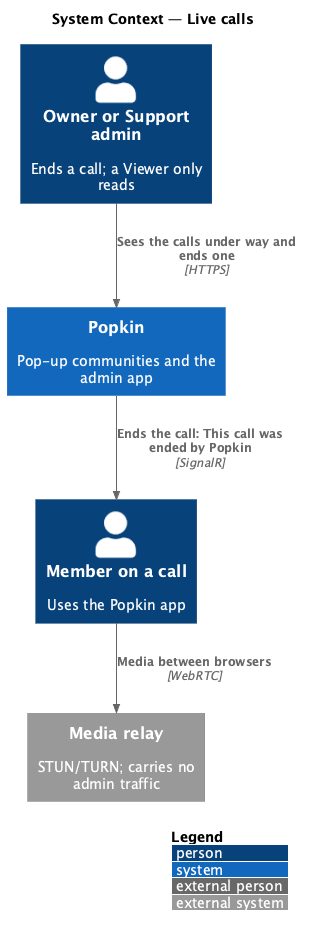 System Context — Live calls
Owner or Support
admin
Ends a call; a Viewer only
reads
Sees the calls under way and
ends one
[HTTPS]
Popkin
Pop-up communities and the
admin app
Ends the call: This call was
ended by Popkin
[SignalR]
Member on a call
Uses the Popkin app
Media between browsers
[WebRTC]
Media relay
STUN/TURN; carries no
admin traffic
Legend
person
system
external person
external system